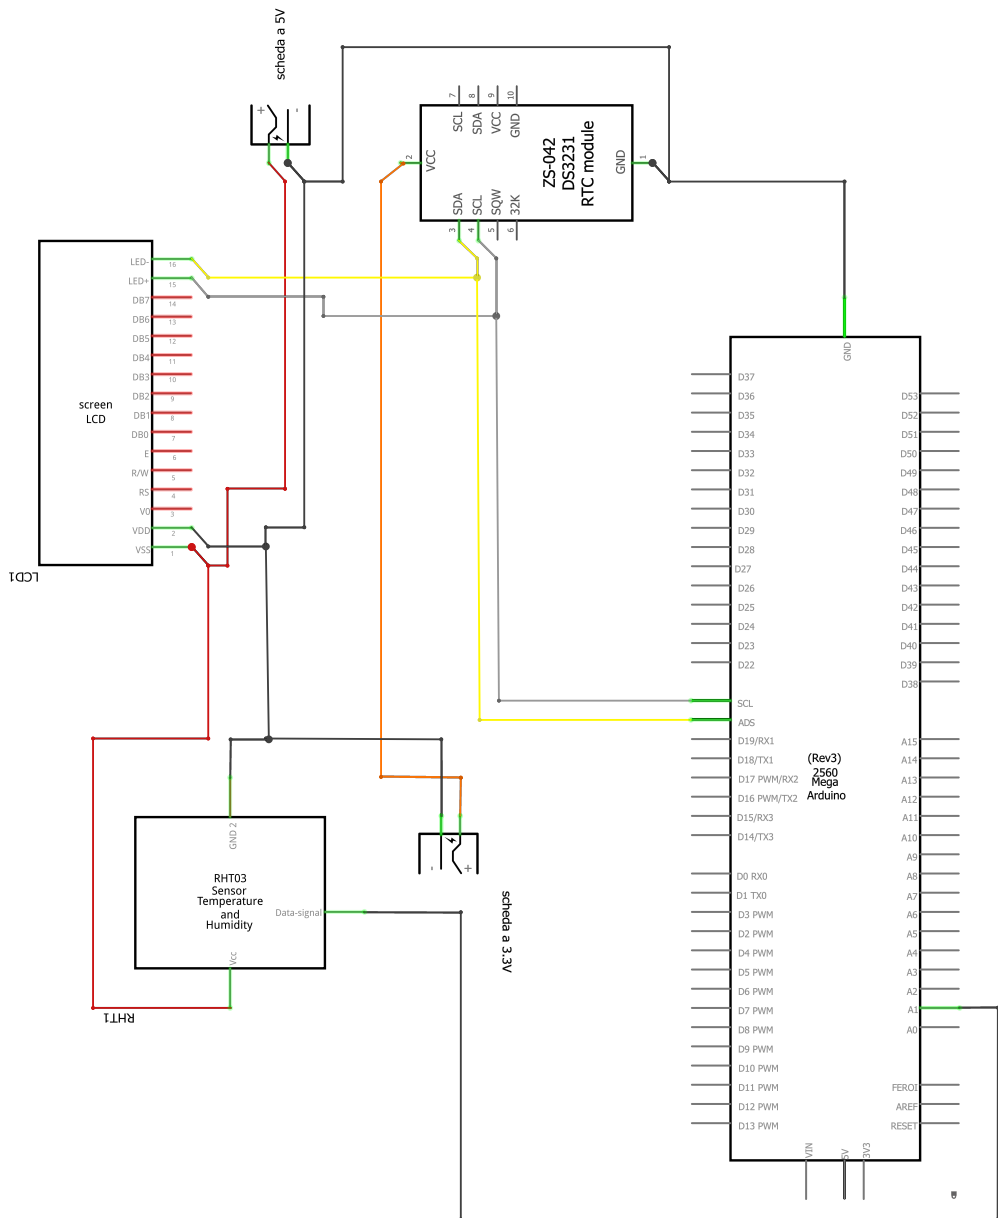 scheda a 5V
+
-
7
8
9
10
SCL
SDA
VCC
GND
2
VCC
ZS-042
DS3231
RTC module
GND
1
SDA
SCL
SQW
32K
3
4
5
6
LED-
16
LED+
15
DB7
14
DB6
13
DB5
12
DB4
11
DB3
10
DB2
9
DB1
8
DB0
7
E
6
R/W
5
RS
4
V0
3
VDD
2
VSS
1
screen
LCD
LCD1
GND
D37
D36
D35
D34
D33
D32
D31
D30
D29
D28
D27
D26
D25
D24
D23
D22
SCL
ADS
D19/RX1
D18/TX1
D17 PWM/RX2
D16 PWM/TX2
D15/RX3
D14/TX3
D0 RX0
D1 TX0
D3 PWM
D2 PWM
D4 PWM
D5 PWM
D6 PWM
D7 PWM
D8 PWM
D9 PWM
D10 PWM
D11 PWM
D12 PWM
D13 PWM
D53
D52
D51
D50
D49
D48
D47
D46
D45
D44
D43
D42
D41
D40
D39
D38
A15
A14
A13
A12
A11
A10
A9
A8
A7
A6
A5
A4
A3
A2
A1
A0
FEROI
AREF
RESET
VIN
5V
3V3
(Rev3)
2560
Mega
Arduino
GND 2
RHT03
Sensor
Temperature
and
Humidity
Data-signal
Vcc
RHT1
-
+
scheda a 3.3V